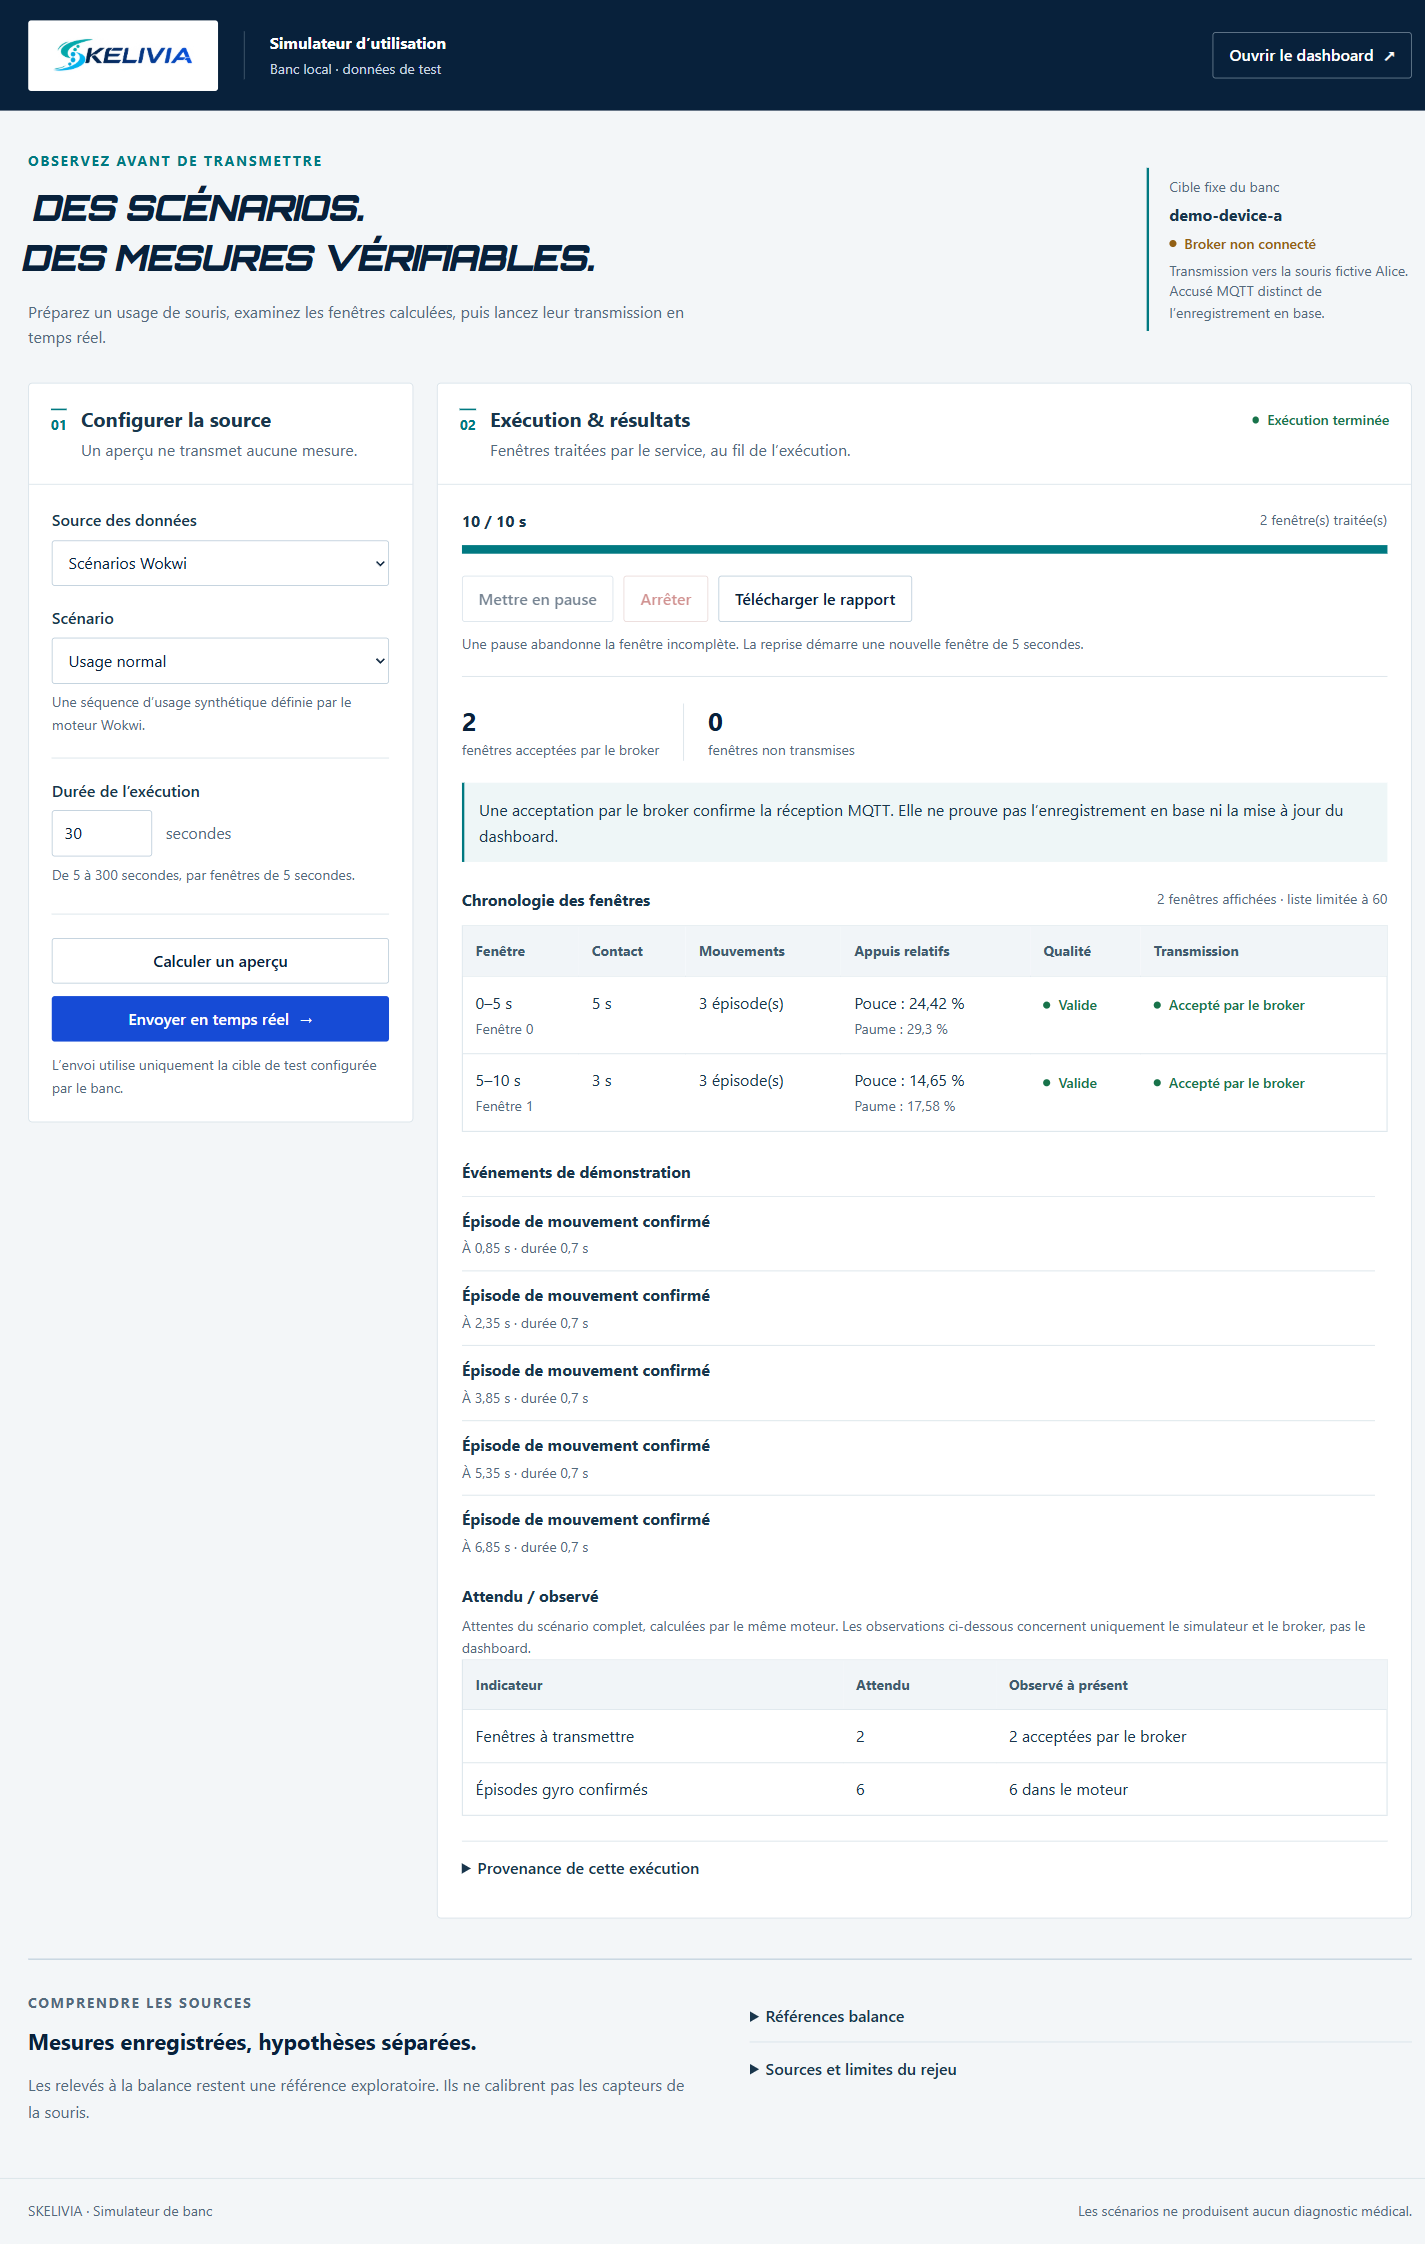 SKELIVIA
Simulateur d’utilisation
Banc local · données de test
Ouvrir le dashboard ↗
OBSERVEZ AVANT DE TRANSMETTRE
DES SCÉNARIOS.
DES MESURES VÉRIFIABLES.
Préparez un usage de souris, examinez les fenêtres calculées, puis lancez leur transmission en
temps réel.
Cible fixe du banc
demo-device-a
Broker non connecté
Transmission vers la souris fictive Alice.
Accusé MQTT distinct de
l’enregistrement en base.
01
Configurer la source
Un aperçu ne transmet aucune mesure.
Source des données
Scénarios Wokwi
Scénario
Usage normal
Une séquence d’usage synthétique définie par le
moteur Wokwi.
Durée de l’exécution
30 secondes
De 5 à 300 secondes, par fenêtres de 5 secondes.
Calculer un aperçu
Envoyer en temps réel →
L’envoi utilise uniquement la cible de test configurée
par le banc.
02
Exécution & résultats
Exécution terminée
Fenêtres traitées par le service, au fil de l’exécution.
10 / 10 s
2 fenêtre(s) traitée(s)
Mettre en pause
Arrêter
Télécharger le rapport
Une pause abandonne la fenêtre incomplète. La reprise démarre une nouvelle fenêtre de 5 secondes.
2
fenêtres acceptées par le broker
0
fenêtres non transmises
Une acceptation par le broker confirme la réception MQTT. Elle ne prouve pas l’enregistrement en base ni la mise à jour du
dashboard.
Chronologie des fenêtres
2 fenêtres affichées · liste limitée à 60
Fenêtre Contact Mouvements Appuis relatifs Qualité Transmission
0–5 s 5 s 3 épisode(s) Pouce : 24,42 % Valide Accepté par le broker
Fenêtre 0 Paume : 29,3 %
5–10 s 3 s 3 épisode(s) Pouce : 14,65 % Valide Accepté par le broker
Fenêtre 1 Paume : 17,58 %
Événements de démonstration
Épisode de mouvement confirmé
À 0,85 s · durée 0,7 s
Épisode de mouvement confirmé
À 2,35 s · durée 0,7 s
Épisode de mouvement confirmé
À 3,85 s · durée 0,7 s
Épisode de mouvement confirmé
À 5,35 s · durée 0,7 s
Épisode de mouvement confirmé
À 6,85 s · durée 0,7 s
Attendu / observé
Attentes du scénario complet, calculées par le même moteur. Les observations ci-dessous concernent uniquement le simulateur et le broker, pas le
dashboard.
Indicateur Attendu Observé à présent
Fenêtres à transmettre 2 2 acceptées par le broker
Épisodes gyro confirmés 6 6 dans le moteur
Provenance de cette exécution
COMPRENDRE LES SOURCES
Mesures enregistrées, hypothèses séparées.
Les relevés à la balance restent une référence exploratoire. Ils ne calibrent pas les capteurs de
la souris.
Références balance
Sources et limites du rejeu
SKELIVIA · Simulateur de banc
Les scénarios ne produisent aucun diagnostic médical.